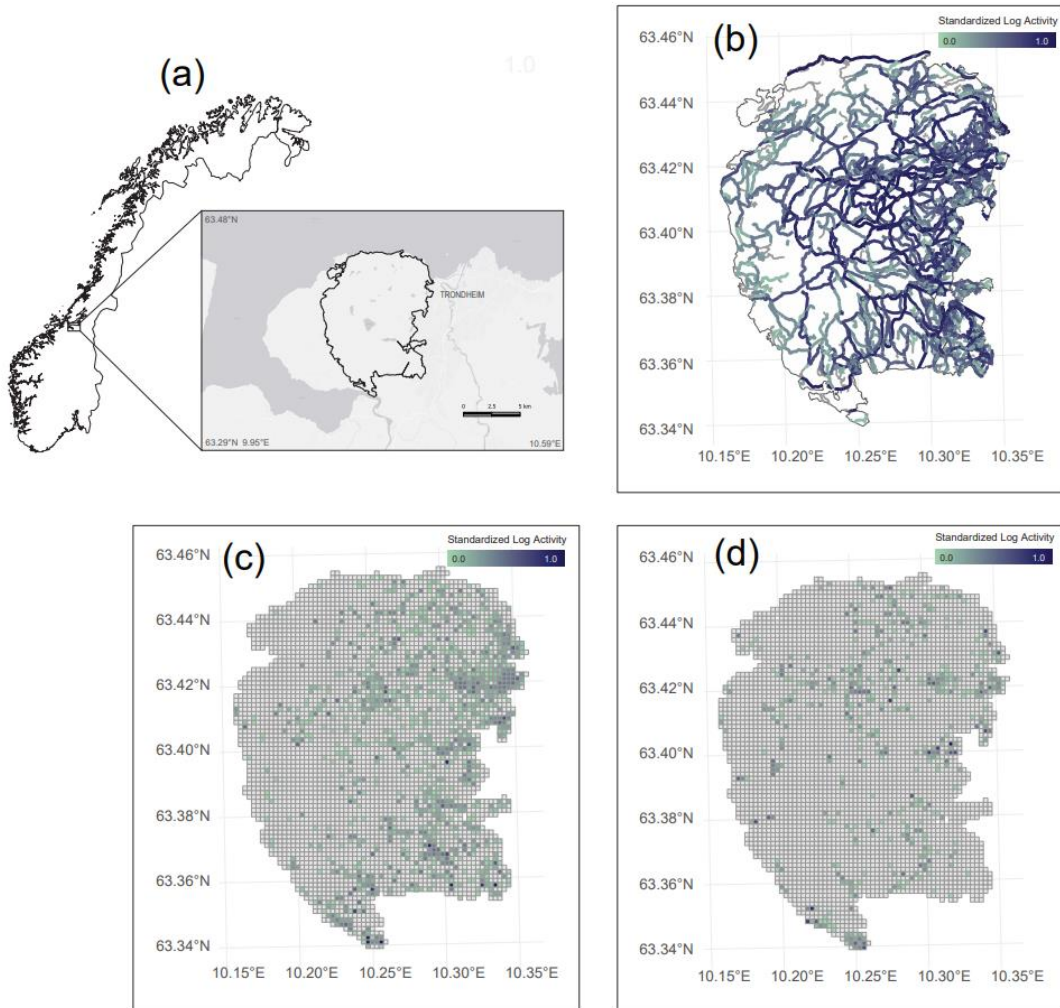 (a)
1.0
63.48°N
TRONDHEIM
0 2.5 5 km
63.29°N 9.95°E 10.59°E
(b)
Standardized Log Activity
0.0 1.0
63.46°N
63.44°N
63.42°N
63.40°N
63.38°N
63.36°N
63.34°N
10.15°E 10.20°E 10.25°E 10.30°E 10.35°E
(c)
Standardized Log Activity
0.0 1.0
63.46°N
63.44°N
63.42°N
63.40°N
63.38°N
63.36°N
63.34°N
10.15°E 10.20°E 10.25°E 10.30°E 10.35°E
(d)
Standardized Log Activity
0.0 1.0
63.46°N
63.44°N
63.42°N
63.40°N
63.38°N
63.36°N
63.34°N
10.15°E 10.20°E 10.25°E 10.30°E 10.35°E